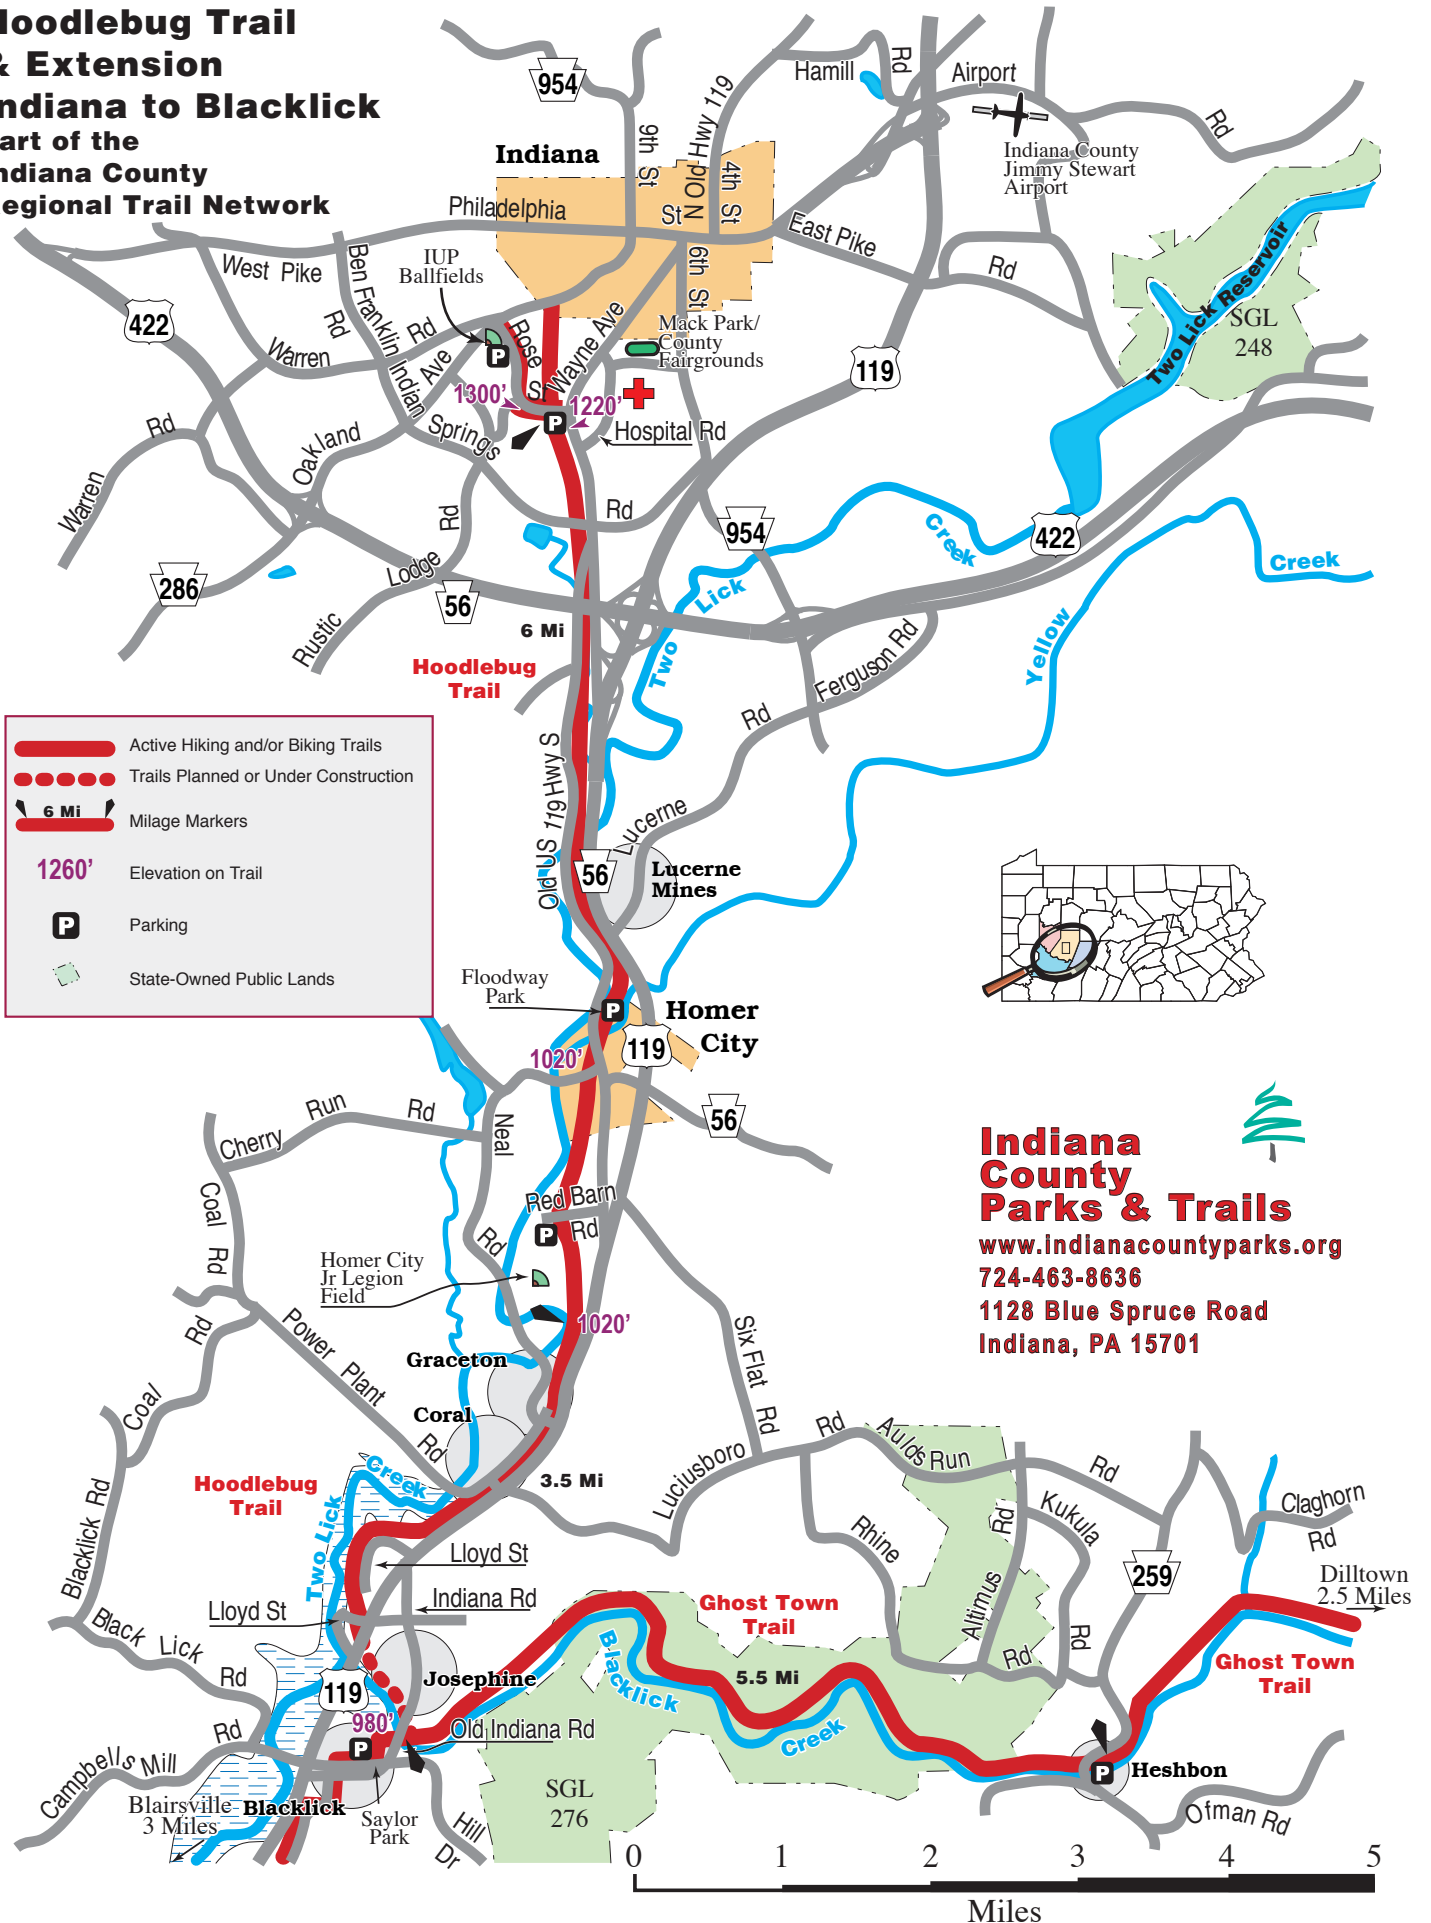 oodlebug Trail
& Extension
ndiana to Blacklick
art of the
ndiana County
egional Trail Network
954
Hamill
Rd
Airport
Rd
Indiana County
Jimmy Stewart
Airport
Indiana
9th
St
N Old Hwy 119
4th
St
Philadelphia
St
6th
St
East Pike
Rd
Two Lick Reservoir
SGL
248
IUP
Ballfields
West Pike
Ben Franklin
Rd
422
Warren
Rd
Rose
St
Wayne Ave
Mack Park/
County
Fairgrounds
119
Indian
Ave
1300’
P
1220’
P
Springs
Hospital Rd
Rd
Oakland
Warren
Rd
Rd
954
Creek
422
Creek
286
Lodge
56
Rustic
6 Mi
Lick
Two
Yellow
Ferguson Rd
Hoodlebug
Trail
Rd
Active Hiking and/or Biking Trails
Trails Planned or Under Construction
6 Mi
Milage Markers
1260’
Elevation on Trail
P
Parking
State-Owned Public Lands
Old US 119 Hwy S
Lucerne
56
Lucerne
Mines
Floodway
Park
P
Homer
City
119
1020’
56
Cherry
Run
Rd
Neal
Rd
Coal
Rd
Red Barn
Rd
P
Homer City
Jr Legion
Field
1020’
Indiana
County
Parks & Trails
www.indianacountyparks.org
724-463-8636
1128 Blue Spruce Road
Indiana, PA 15701
Rd
Coal
Power Plant
Rd
Graceton
Coral
Six Flat
Rd
3.5 Mi
Luciusboro
Rd
Aulds Run
Rd
Hoodlebug
Trail
Creek
Two Lick
Blacklick Rd
Lloyd St
Indiana Rd
Lloyd St
Rhine
Altimus
Rd
Kukula
Rd
259
Claghorn
Rd
Dilltown
2.5 Miles
Ghost Town
Trail
Black Lick
Rd
Blacklick
Creek
5.5 Mi
Rd
Ghost Town
Trail
119
Josephine
980’
P
Old Indiana Rd
Campbells Mill
Rd
Blairsville
3 Miles
Blacklick
Saylor
Park
Hill
Dr
SGL
276
P
Heshbon
Ofman Rd
0 1 2 3 4 5
Miles